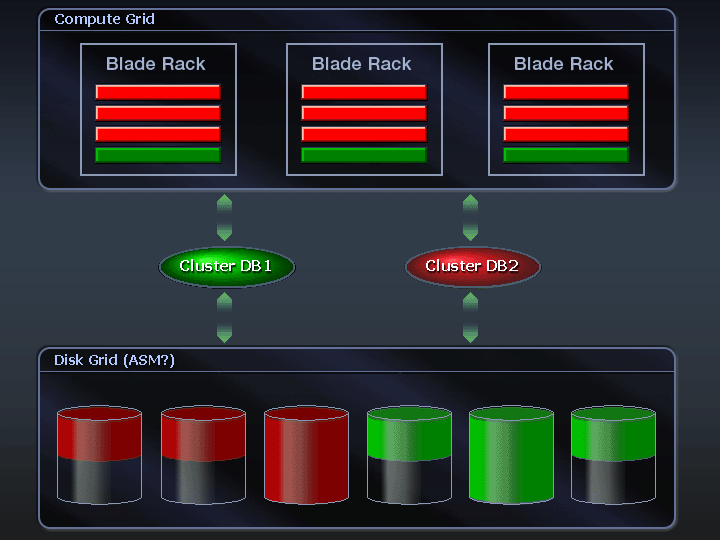 Compute Grid
Blade Rack
Blade Rack
Blade Rack
Cluster DB1
Cluster DB2
Disk Grid (ASM?)